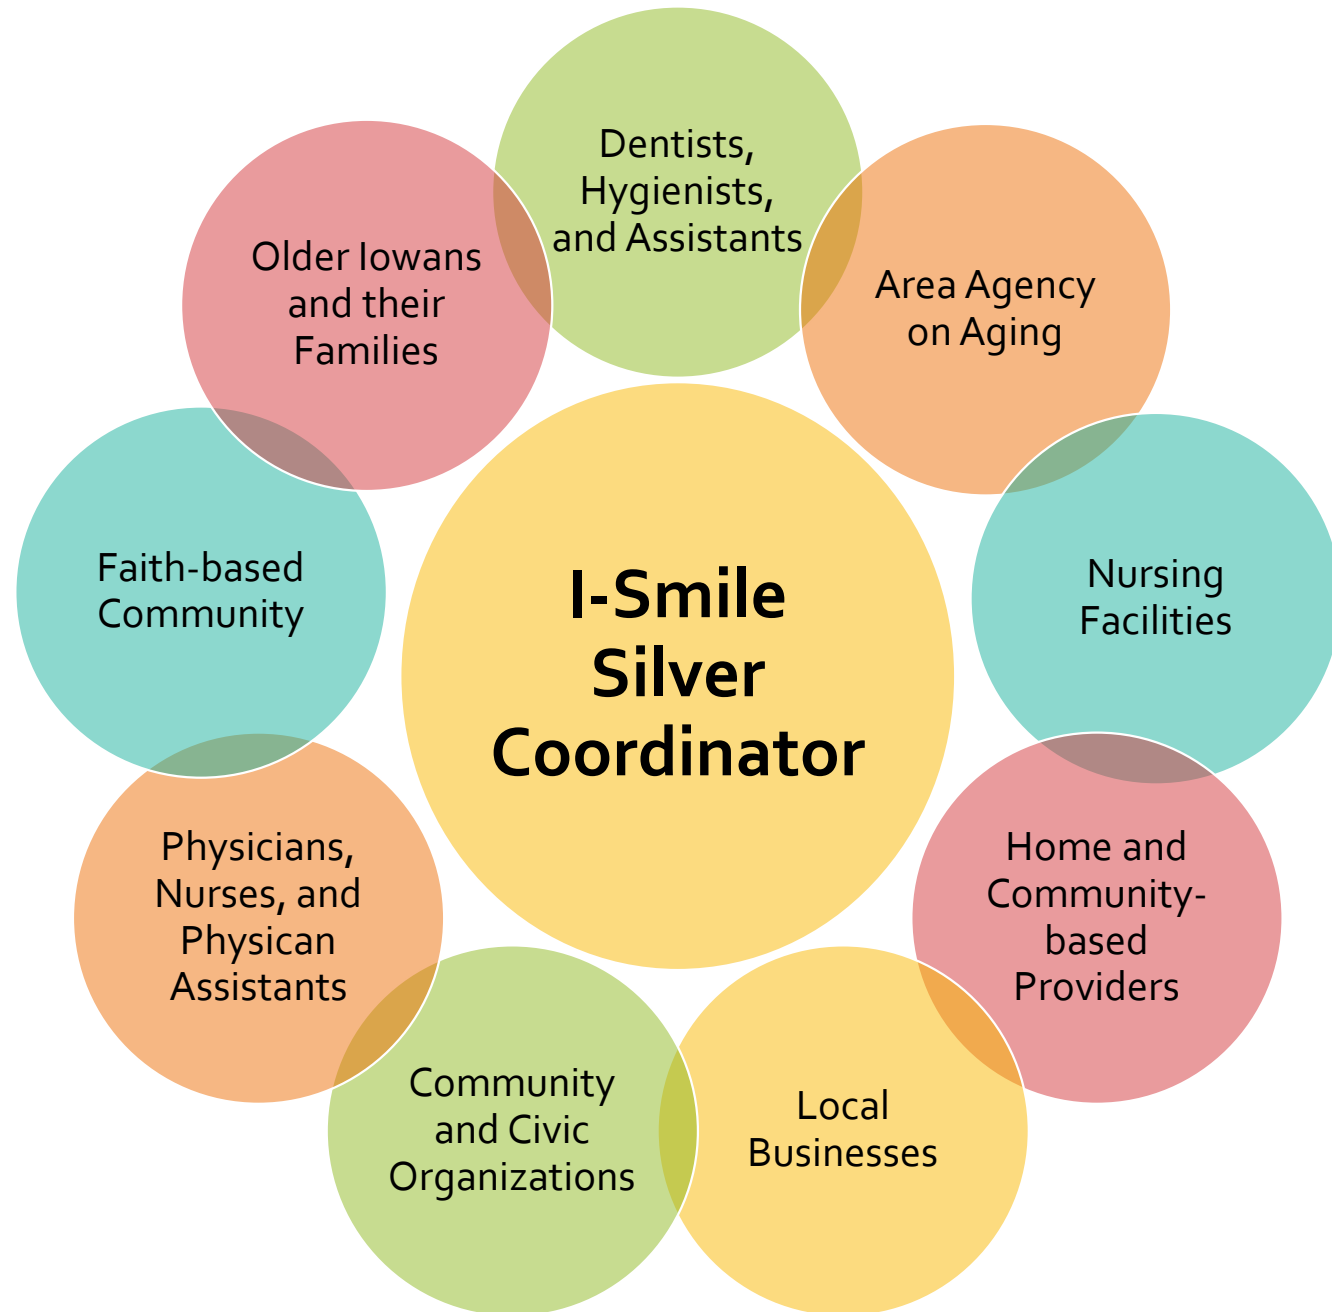 Dentists,
Hygienists,
and Assistants
Area Agency
on Aging
Nursing
Facilities
Home and
Community-
based
Providers
Local
Businesses
Community
and Civic
Organizations
Physicians,
Nurses, and
Physican
Assistants
Faith-based
Community
Older Iowans
and their
Families
I-Smile
Silver
Coordinator